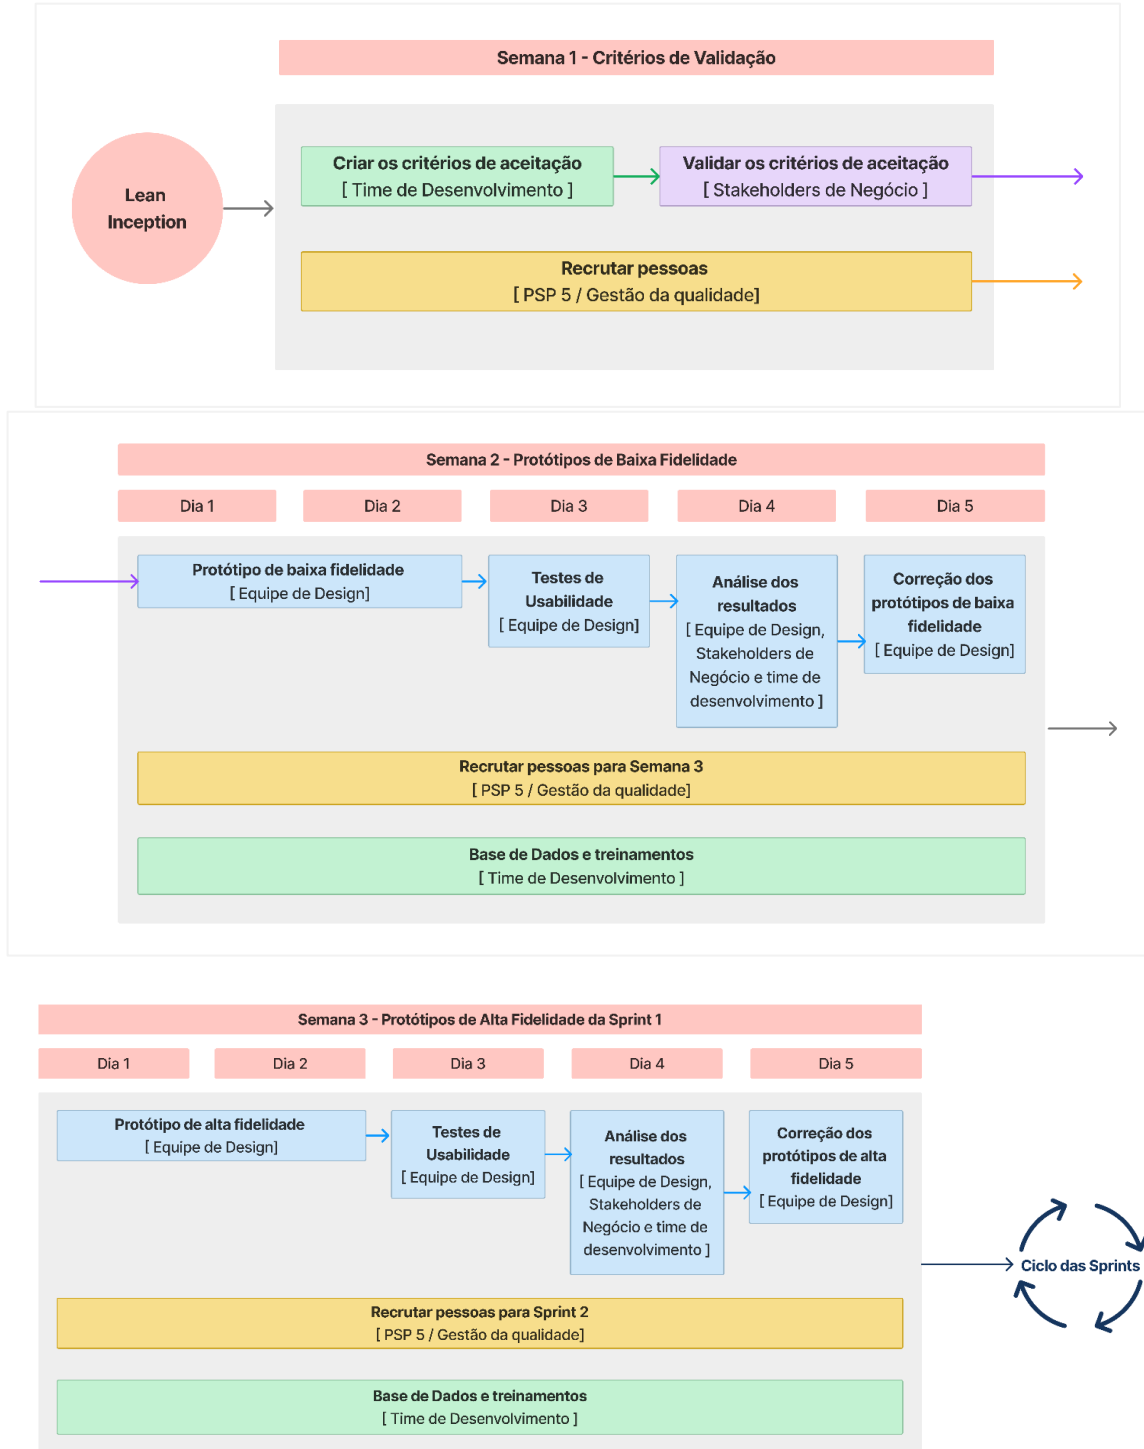 Semana 1 - Critérios de Validação
Lean
Inception
Criar os critérios de aceitação
[ Time de Desenvolvimento ]
Validar os critérios de aceitação
[ Stakeholders de Negócio ]
Recrutar pessoas
[ PSP 5 / Gestão da qualidade]
Semana 2 - Protótipos de Baixa Fidelidade
Dia 1
Dia 2
Dia 3
Dia 4
Dia 5
Protótipo de baixa fidelidade
[ Equipe de Design]
Testes de
Usabilidade
[ Equipe de Design]
Análise dos
resultados
[ Equipe de Design,
Stakeholders de
Negócio e time de
desenvolvimento ]
Correção dos
protótipos de baixa
fidelidade
[ Equipe de Design]
Recrutar pessoas para Semana 3
[ PSP 5 / Gestão da qualidade]
Base de Dados e treinamentos
[ Time de Desenvolvimento ]
Semana 3 - Protótipos de Alta Fidelidade da Sprint 1
Dia 1
Dia 2
Dia 3
Dia 4
Dia 5
Protótipo de alta fidelidade
[ Equipe de Design]
Testes de
Usabilidade
[ Equipe de Design]
Análise dos
resultados
[ Equipe de Design,
Stakeholders de
Negócio e time de
desenvolvimento ]
Correção dos
protótipos de alta
fidelidade
[ Equipe de Design]
Ciclo das Sprints
Recrutar pessoas para Sprint 2
[ PSP 5 / Gestão da qualidade]
Base de Dados e treinamentos
[ Time de Desenvolvimento ]